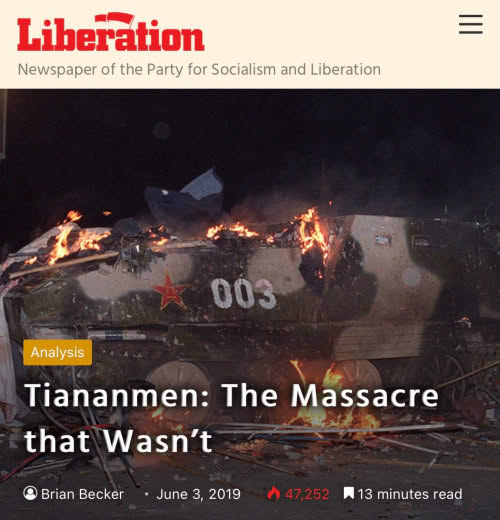 Liberation
Newspaper of the Party for Socialism and Liberation
003
Analysis
Tiananmen: The Massacre
that Wasn’t
Brian Becker • June 3, 2019 47,252 13 minutes read